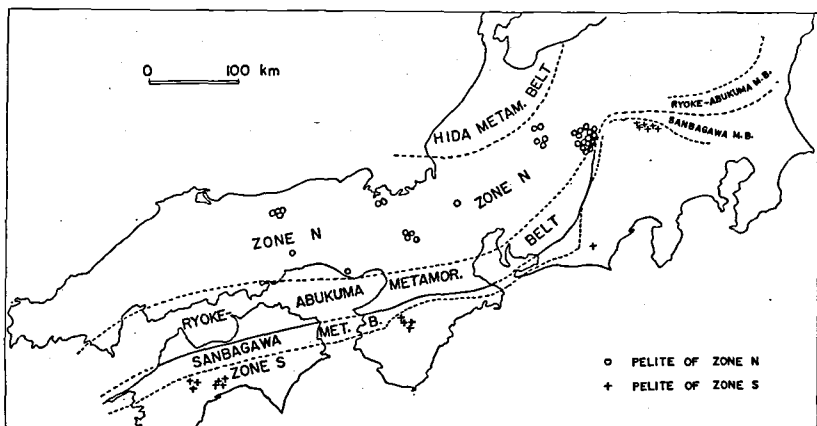 0 100 km
HIDA METAM. BELT
RYOKE-ABUKUMA M.B.
SANBAGAWA M.B.
ZONE N
ZONE N
RYOKE ABUKUMA METAMOR. BELT
SANBAGAWA MET. B.
ZONE S
o PELITE OF ZONE N
+ PELITE OF ZONE S